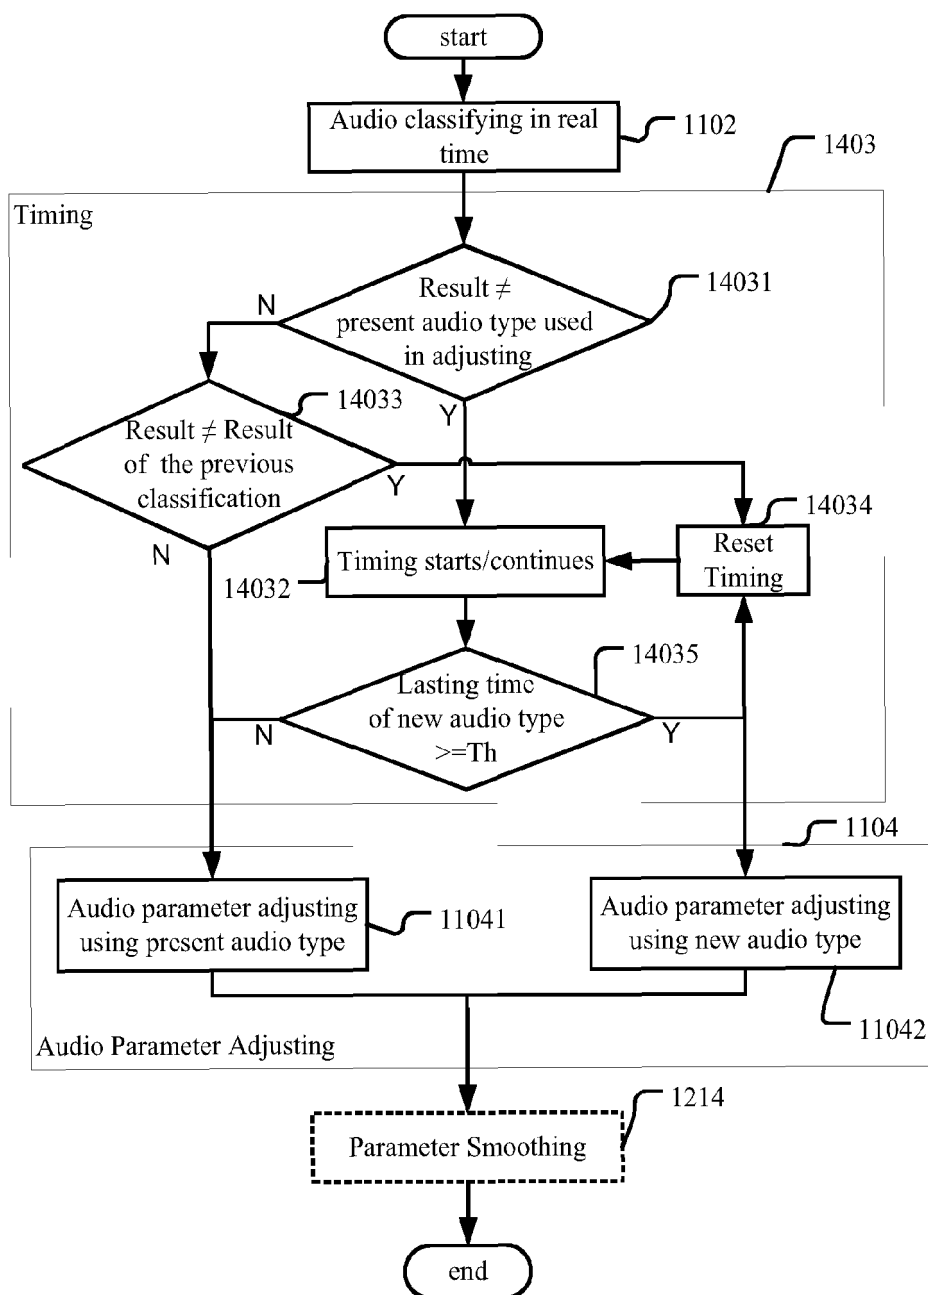 start
Audio classifying in real
time
1102
1403
Timing
Result ≠
present audio type used
in adjusting
14031
N
Y
14033
Result ≠ Result
of the previous
classification
Y
N
14034
Reset
Timing
Timing starts/continues
14032
14035
Lasting time
of new audio type
>=Th
N
Y
1104
Audio parameter adjusting
using present audio type
11041
Audio parameter adjusting
using new audio type
11042
Audio Parameter Adjusting
1214
Parameter Smoothing
end